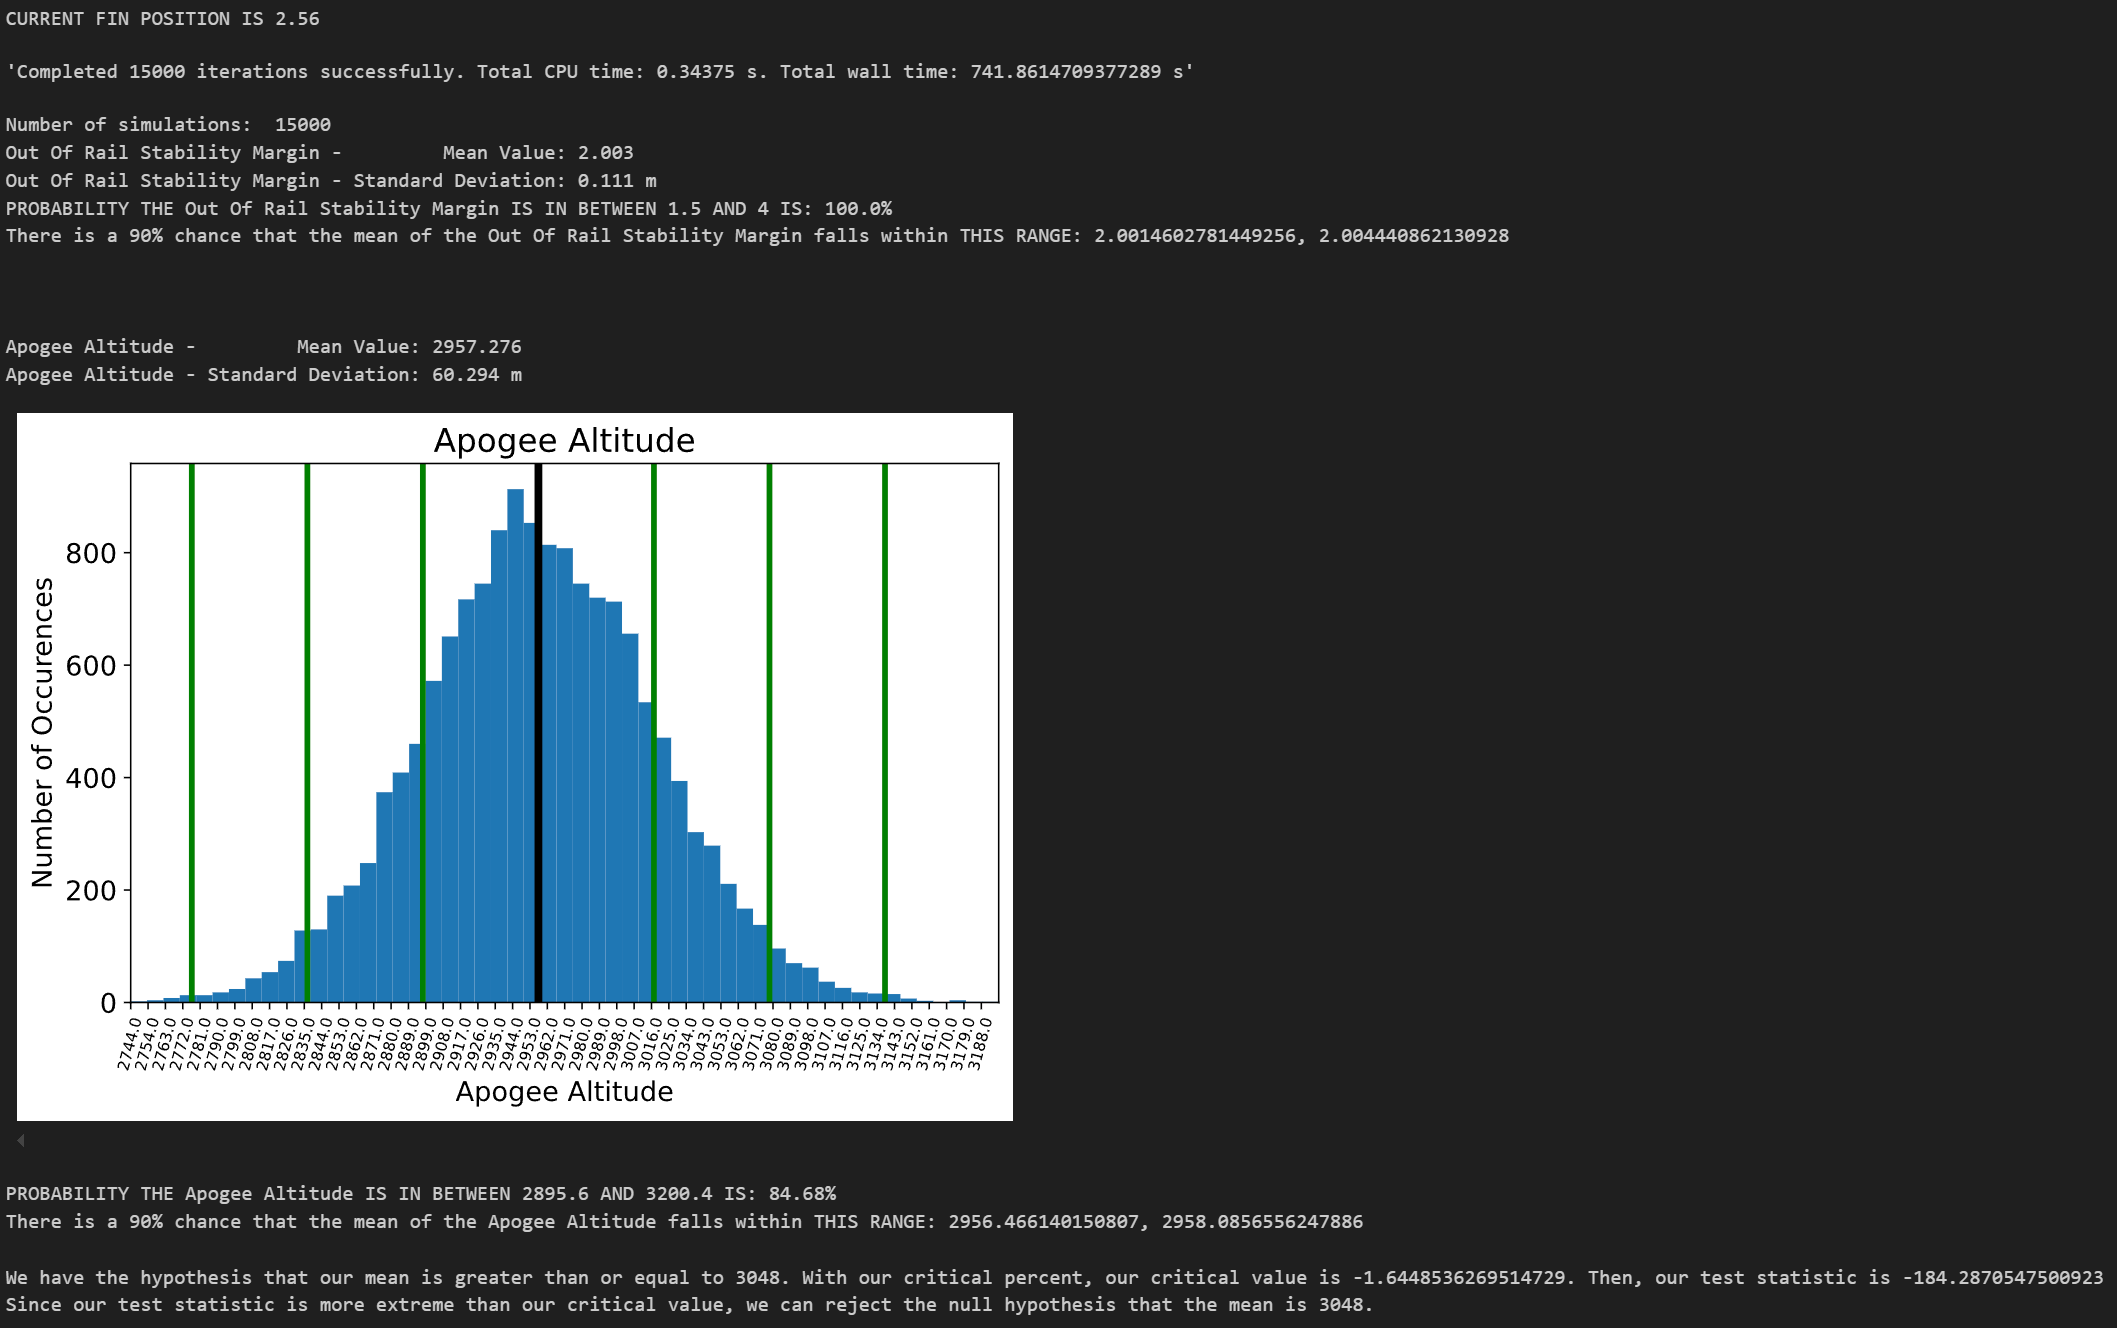 CURRENT FIN POSITION IS 2.56
'Completed 15000 iterations successfully. Total CPU time: 0.34375 s. Total wall time: 741.8614709377289 s'
Number of simulations:  15000
Out Of Rail Stability Margin -         Mean Value: 2.003
Out Of Rail Stability Margin - Standard Deviation: 0.111 m
PROBABILITY THE Out Of Rail Stability Margin IS IN BETWEEN 1.5 AND 4 IS: 100.0%
There is a 90% chance that the mean of the Out Of Rail Stability Margin falls within THIS RANGE: 2.0014602781449256, 2.004440862130928
Apogee Altitude -         Mean Value: 2957.276
Apogee Altitude - Standard Deviation: 60.294 m
Apogee Altitude
Number of Occurences
800
600
400
200
0
2744.0 2754.0 2763.0 2772.0 2781.0 2790.0 2799.0 2808.0 2817.0 2826.0 2835.0 2844.0 2853.0 2862.0 2871.0 2880.0 2889.0 2899.0 2908.0 2917.0 2926.0 2935.0 2944.0 2953.0 2962.0 2971.0 2980.0 2989.0 2998.0 3007.0 3016.0 3025.0 3034.0 3043.0 3053.0 3062.0 3071.0 3080.0 3089.0 3098.0 3107.0 3116.0 3125.0 3134.0 3143.0 3152.0 3161.0 3170.0 3179.0 3188.0
Apogee Altitude
PROBABILITY THE Apogee Altitude IS IN BETWEEN 2895.6 AND 3200.4 IS: 84.68%
There is a 90% chance that the mean of the Apogee Altitude falls within THIS RANGE: 2956.466140150807, 2958.0856556247886
We have the hypothesis that our mean is greater than or equal to 3048. With our critical percent, our critical value is -1.6448536269514729. Then, our test statistic is -184.2870547500923
Since our test statistic is more extreme than our critical value, we can reject the null hypothesis that the mean is 3048.